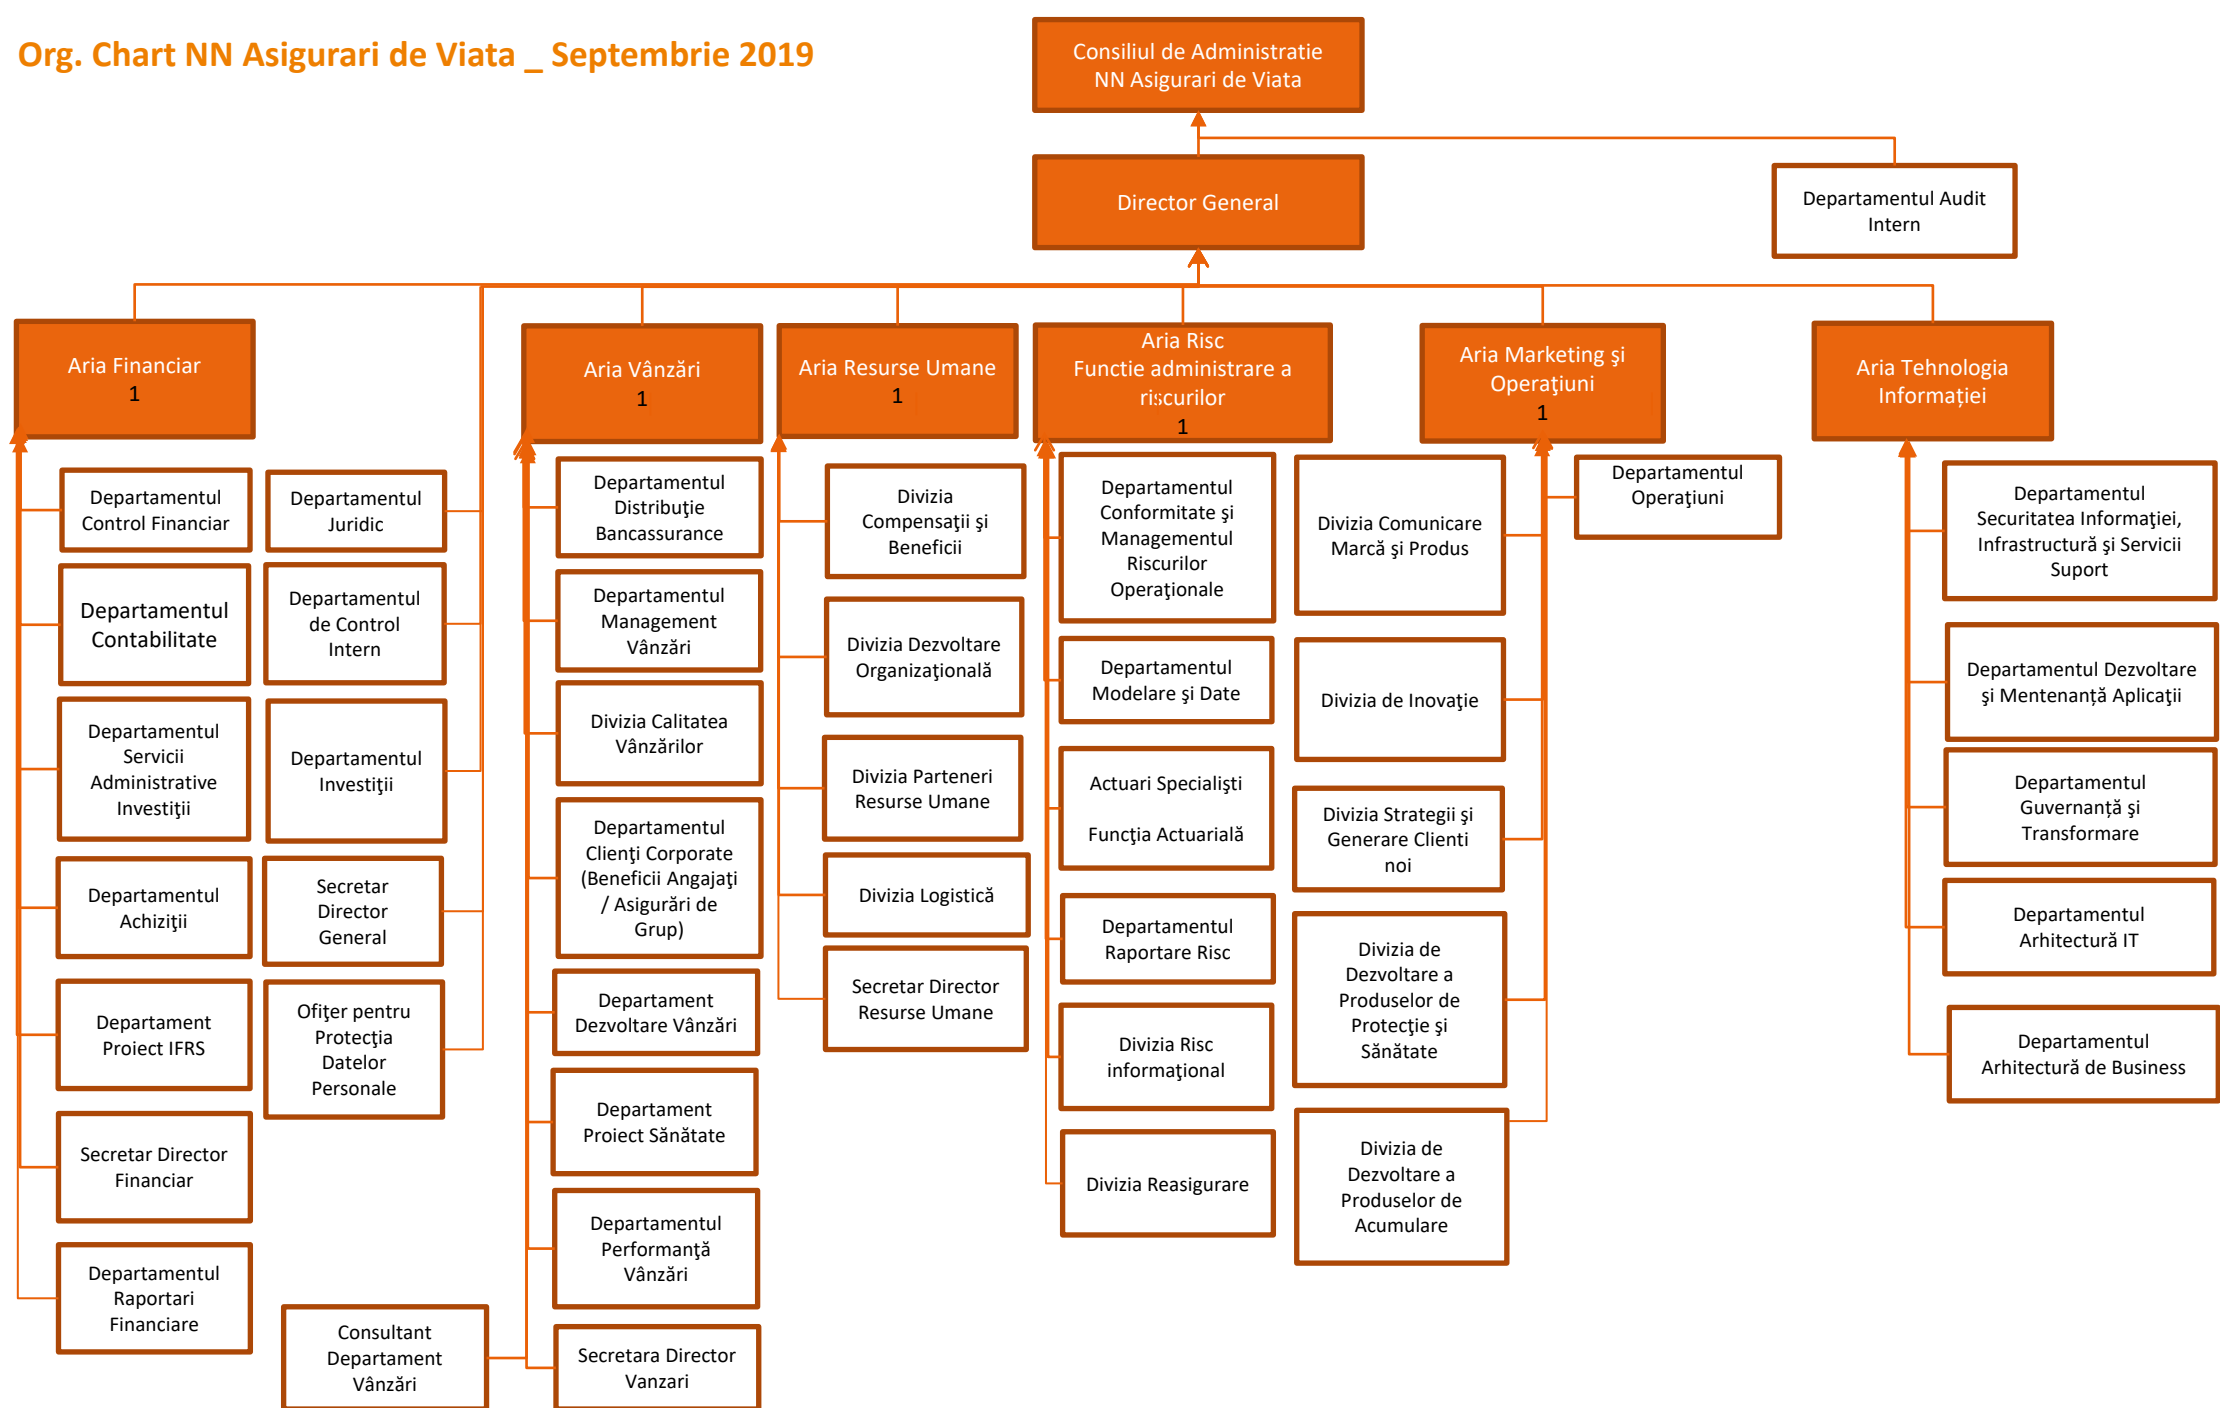 Org. Chart NN Asigurari de Viata _ Septembrie 2019
Consiliul de Administratie
NN Asigurari de Viata
Director General
Departamentul Audit
Intern
Aria Financiar
1
Aria Vânzări
1
Aria Resurse Umane
1
Aria Risc
Functie administrare a
riscurilor
1
Aria Marketing şi
Operaţiuni
1
Aria Tehnologia
Informației
Departamentul
Control Financiar
Departamentul
Contabilitate
Departamentul
Servicii
Administrative
Investiţii
Departamentul
Achiziţii
Departament
Proiect IFRS
Secretar Director
Financiar
Departamentul
Raportari
Financiare
Departamentul
Juridic
Departamentul
de Control
Intern
Departamentul
Investiţii
Secretar
Director
General
Ofiţer pentru
Protecţia
Datelor
Personale
Consultant
Departament
Vânzări
Departamentul
Distribuţie
Bancassurance
Departamentul
Management
Vânzări
Divizia Calitatea
Vânzărilor
Departamentul
Clienţi Corporate
(Beneficii Angajaţi
/ Asigurări de
Grup)
Departament
Dezvoltare Vânzări
Departament
Proiect Sănătate
Departamentul
Performanţă
Vânzări
Secretara Director
Vanzari
Divizia
Compensaţii şi
Beneficii
Divizia Dezvoltare
Organizaţională
Divizia Parteneri
Resurse Umane
Divizia Logistică
Secretar Director
Resurse Umane
Departamentul
Conformitate şi
Managementul
Riscurilor
Operaţionale
Departamentul
Modelare şi Date
Actuari Specialişti
Funcţia Actuarială
Departamentul
Raportare Risc
Divizia Risc
informaţional
Divizia Reasigurare
Divizia Comunicare
Marcă şi Produs
Divizia de Inovaţie
Divizia Strategii şi
Generare Clienti
noi
Divizia de
Dezvoltare a
Produselor de
Protecţie şi
Sănătate
Divizia de
Dezvoltare a
Produselor de
Acumulare
Departamentul
Operaţiuni
Departamentul
Securitatea Informaţiei,
Infrastructură şi Servicii
Suport
Departamentul Dezvoltare
şi Mentenanță Aplicaţii
Departamentul
Guvernanță şi
Transformare
Departamentul
Arhitectură IT
Departamentul
Arhitectură de Business